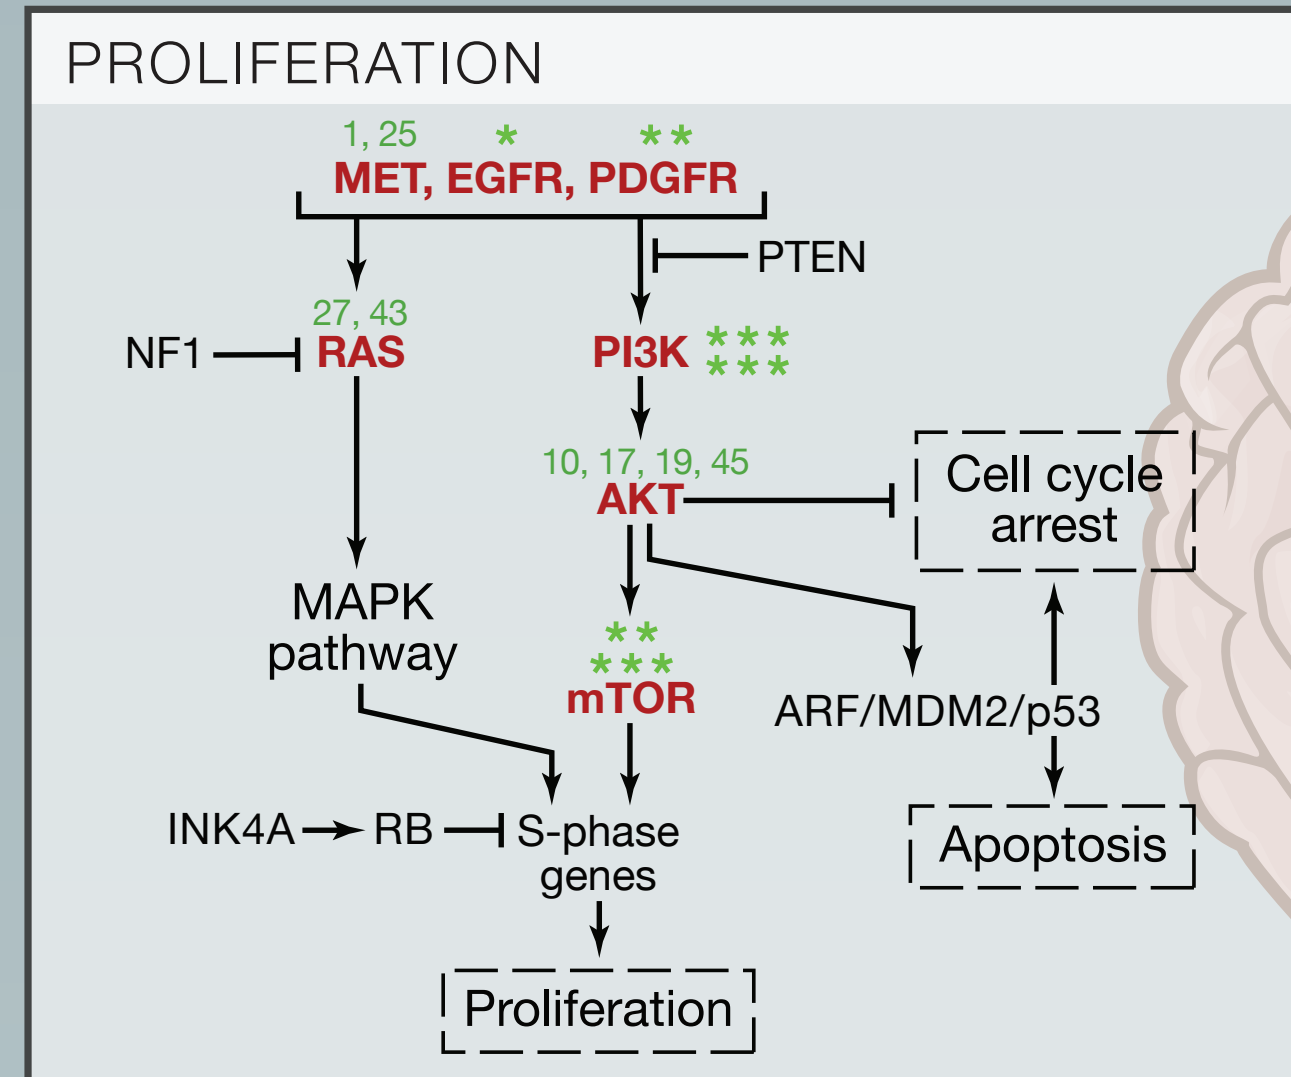 PROLIFERATION
1, 25 * **
MET, EGFR, PDGFR
PTEN
27, 43
NF1 RAS PI3K ***
***
10, 17, 19, 45
AKT
Cell cycle
arrest
MAPK
pathway
**
***
mTOR
ARF/MDM2/p53
INK4A RB S-phase
genes
Apoptosis
Proliferation